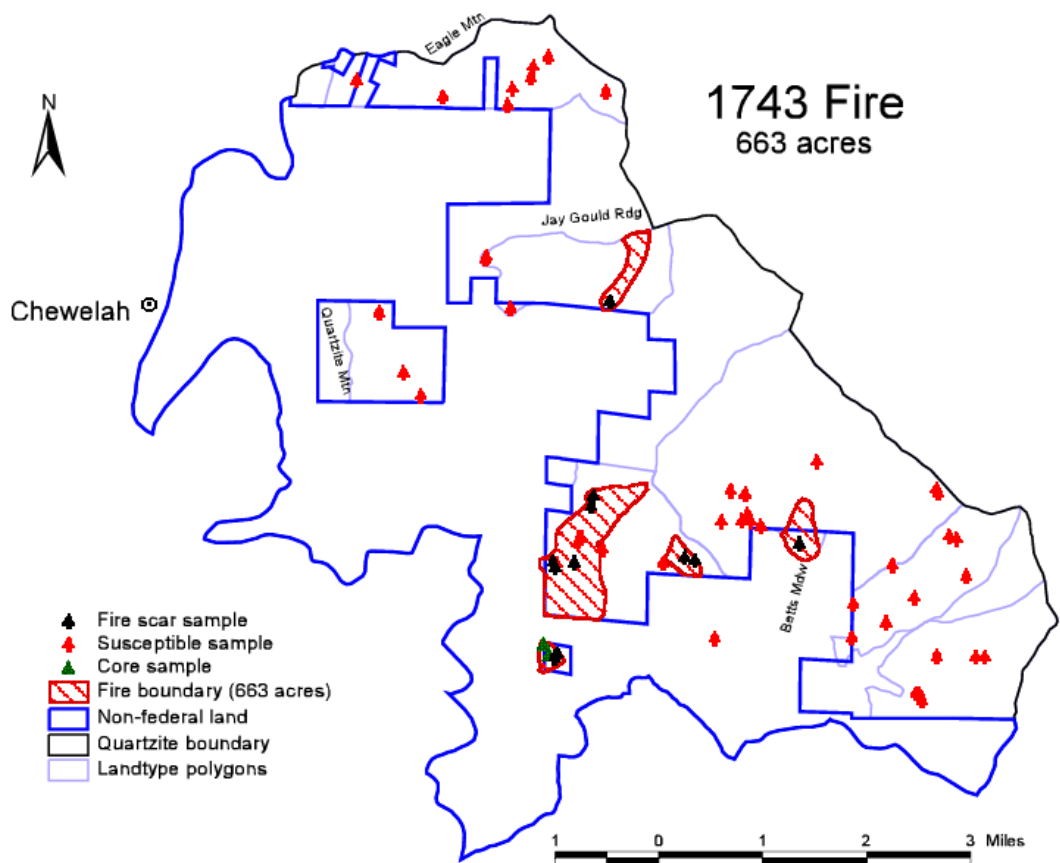 Eagle Mtn
N
1743 Fire
663 acres
Jay Gould Rdg
Chewelah
Quartzite Mtn
Betts Mdw
Fire scar sample
Susceptible sample
Core sample
Fire boundary (663 acres)
Non-federal land
Quartzite boundary
Landtype polygons
1 0 1 2 3 Miles